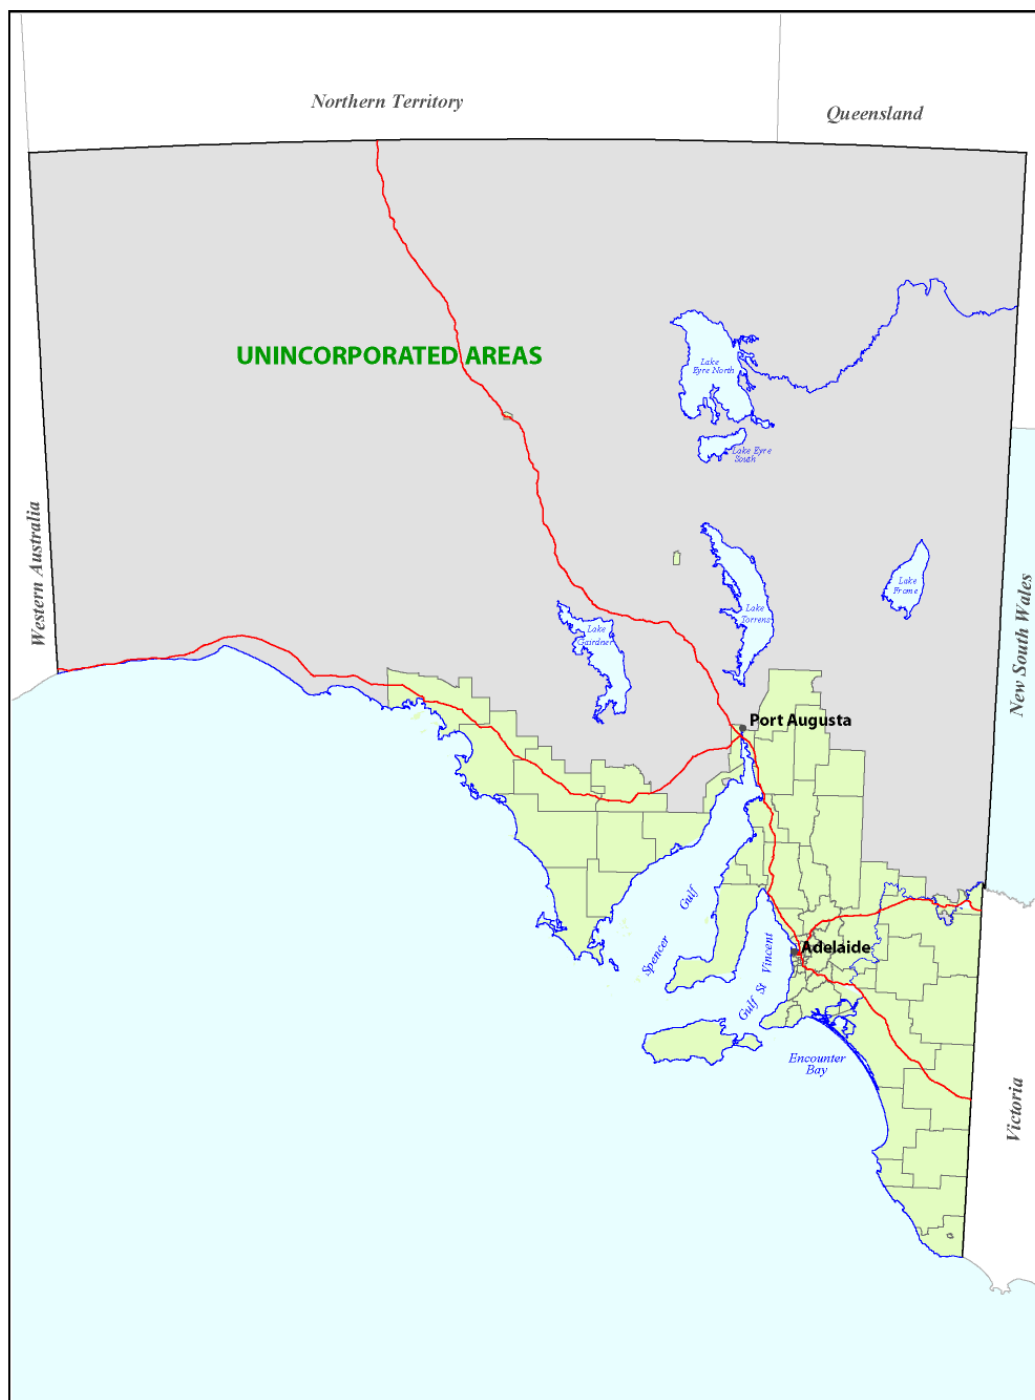 Northern Territory
Queensland
UNINCORPORATED AREAS
Lake
Eyre North
Lake Eyre
South
Western Australia
Lake
Frome
Lake
Torrens
Lake
Gairdner
New South Wales
Port Augusta
Gulf
Spencer
Gulf St Vincent
Adelaide
Encounter
Bay
Victoria